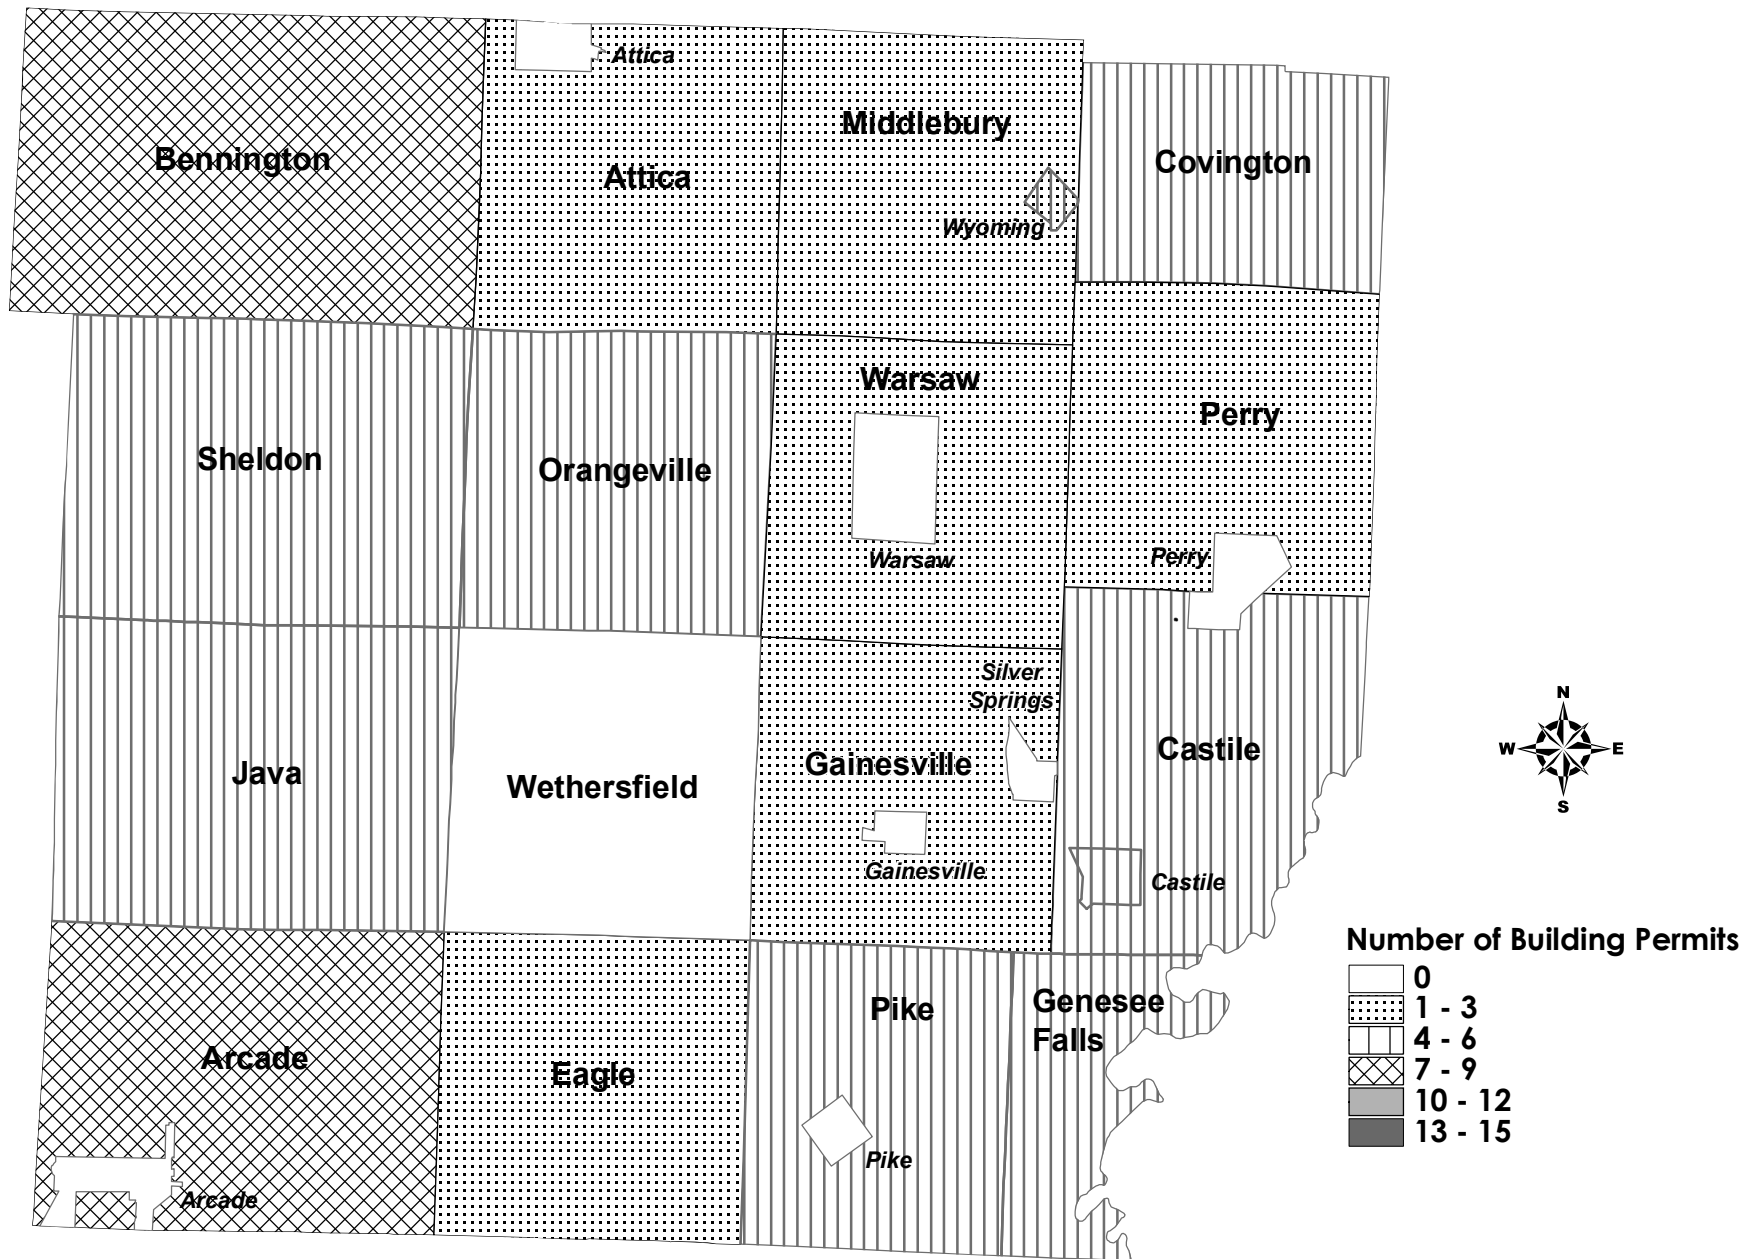 Attica
Middlebury
Bennington
Attica
Covington
Wyoming
Warsaw
Perry
Sheldon
Orangeville
Warsaw
Perry
Silver
Springs
N
W E
S
Java
Wethersfield
Gainesville
Castile
Gainesville
Castile
Number of Building Permits
0
1 - 3
4 - 6
7 - 9
10 - 12
13 - 15
Pike
Genesee
Falls
Arcade
Eagle
Pike
Arcade